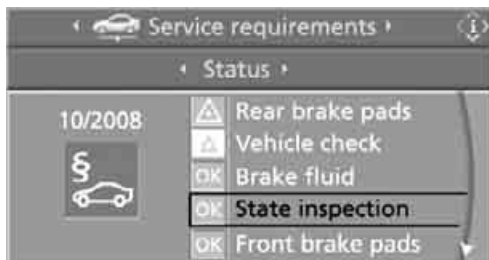 Service requirements
Status
10/2008
Rear brake pads
Vehicle check
§
OK Brake fluid
OK State inspection
OK Front brake pads